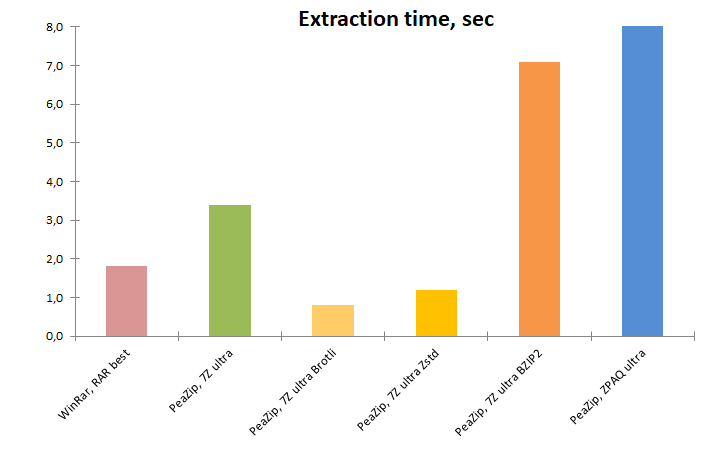 Extraction time, sec
8,0
7,0
6,0
5,0
4,0
3,0
2,0
1,0
0,0
WinRar, RAR best
PeaZip, 7Z ultra
PeaZip, 7Z ultra Brotli
PeaZip, 7Z ultra Zstd
PeaZip, 7Z ultra BZIP2
PeaZip, ZPAQ ultra